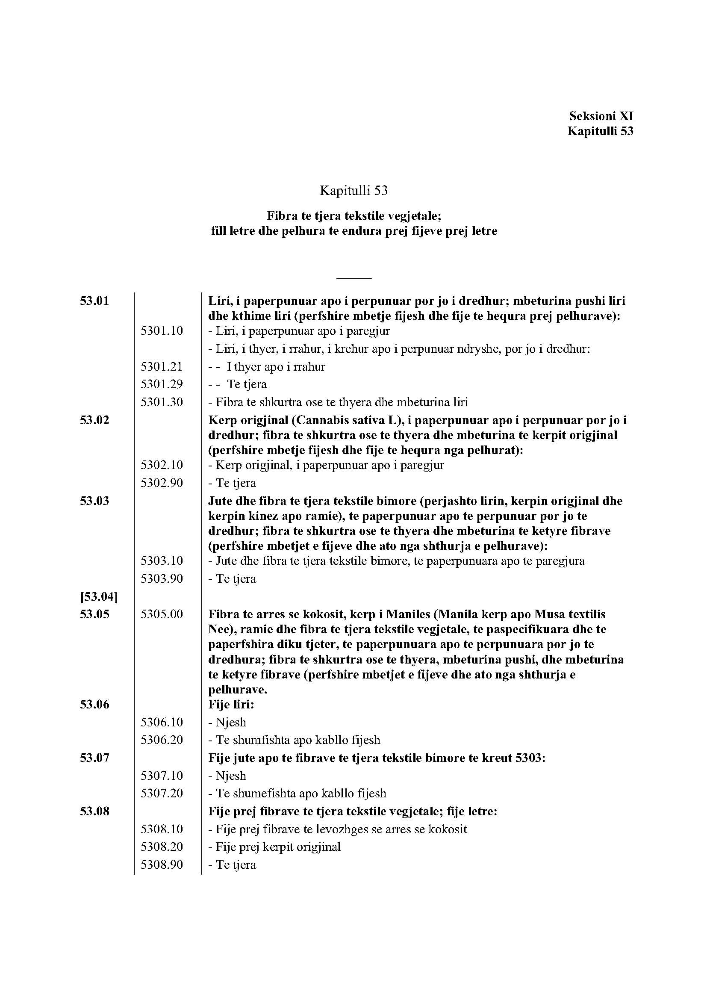 Seksioni XI
Kapitulli 53
Kapitulli 53
Fibra te tjera tekstile vegjetale;
fill letre dhe pelhura te endura prej fijeve prej letre
53.01 Liri, i paperpunuar apo i perpunuar por jo i dredhur; mbeturina pushi liri
dhe kthime liri (perfshire mbetje fijesh dhe fije te hequra prej pelhurave):
5301.10 - Liri, i paperpunuar apo i paregjur
- Liri, i thyer, i rrahur, i krehur apo i perpunuar ndryshe, por jo i dredhur:
5301.21 - - I thyer apo i rrahur
5301.29 - - Te tjera
5301.30 - Fibra te shkurtra ose te thyera dhe mbeturina liri
53.02 Kerp origjinal (Cannabis sativa L), i paperpunuar apo i perpunuar por jo i
dredhur; fibra te shkurtra ose te thyera dhe mbeturina te kerpit origjinal
(perfshire mbetje fijesh dhe fije te hequra nga pelhurat):
5302.10 - Kerp origjinal, i paperpunuar apo i paregjur
5302.90 - Te tjera
53.03 Jute dhe fibra te tjera tekstile bimore (perjashto lirin, kerpin origjinal dhe
kerpin kinez apo ramie), te paperpunuar apo te perpunuar por jo te
dredhur; fibra te shkurtra ose te thyera dhe mbeturina te ketyre fibrave
(perfshire mbetjet e fijeve dhe ato nga shthurja e pelhurave):
5303.10 - Jute dhe fibra te tjera tekstile bimore, te paperpunuara apo te paregjura
5303.90 - Te tjera
[53.04]
53.05 5305.00 Fibra te arres se kokosit, kerp i Maniles (Manila kerp apo Musa textilis
Nee), ramie dhe fibra te tjera tekstile vegjetale, te paspecifikuara dhe te
paperfshira diku tjeter, te paperpunuara apo te perpunuara por jo te
dredhura; fibra te shkurtra ose te thyera, mbeturina pushi, dhe mbeturina
te ketyre fibrave (perfshire mbetjet e fijeve dhe ato nga shthurja e
pelhurave.
53.06 Fije liri:
5306.10 - Njesh
5306.20 - Te shumfishta apo kabllo fijesh
53.07 Fije jute apo te fibrave te tjera tekstile bimore te kreut 5303:
5307.10 - Njesh
5307.20 - Te shumefishta apo kabllo fijesh
53.08 Fije prej fibrave te tjera tekstile vegjetale; fije letre:
5308.10 - Fije prej fibrave te levozhges se arres se kokosit
5308.20 - Fije prej kerpit origjinal
5308.90 - Te tjera